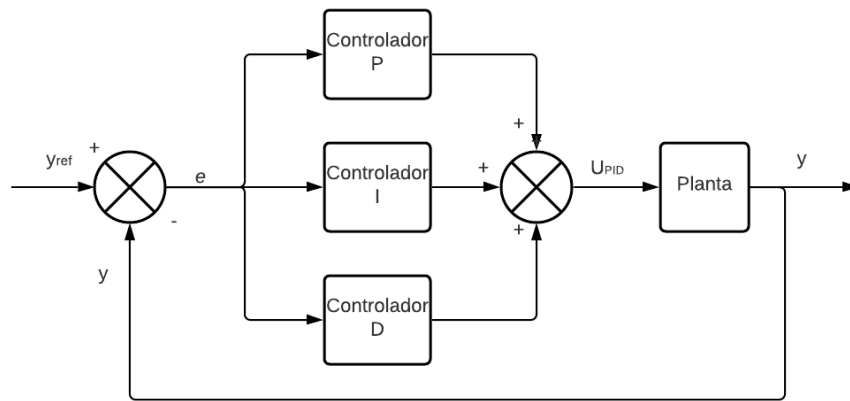 Controlador
P
+
+
yref
e
Controlador
I
+
UPID
Planta
y
-
+
y
Controlador
D